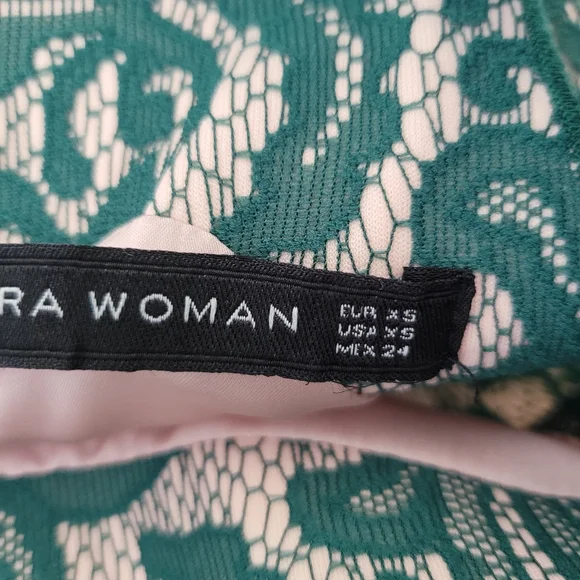 RA WOMAN
EUR XS
USA XS
MEX 24